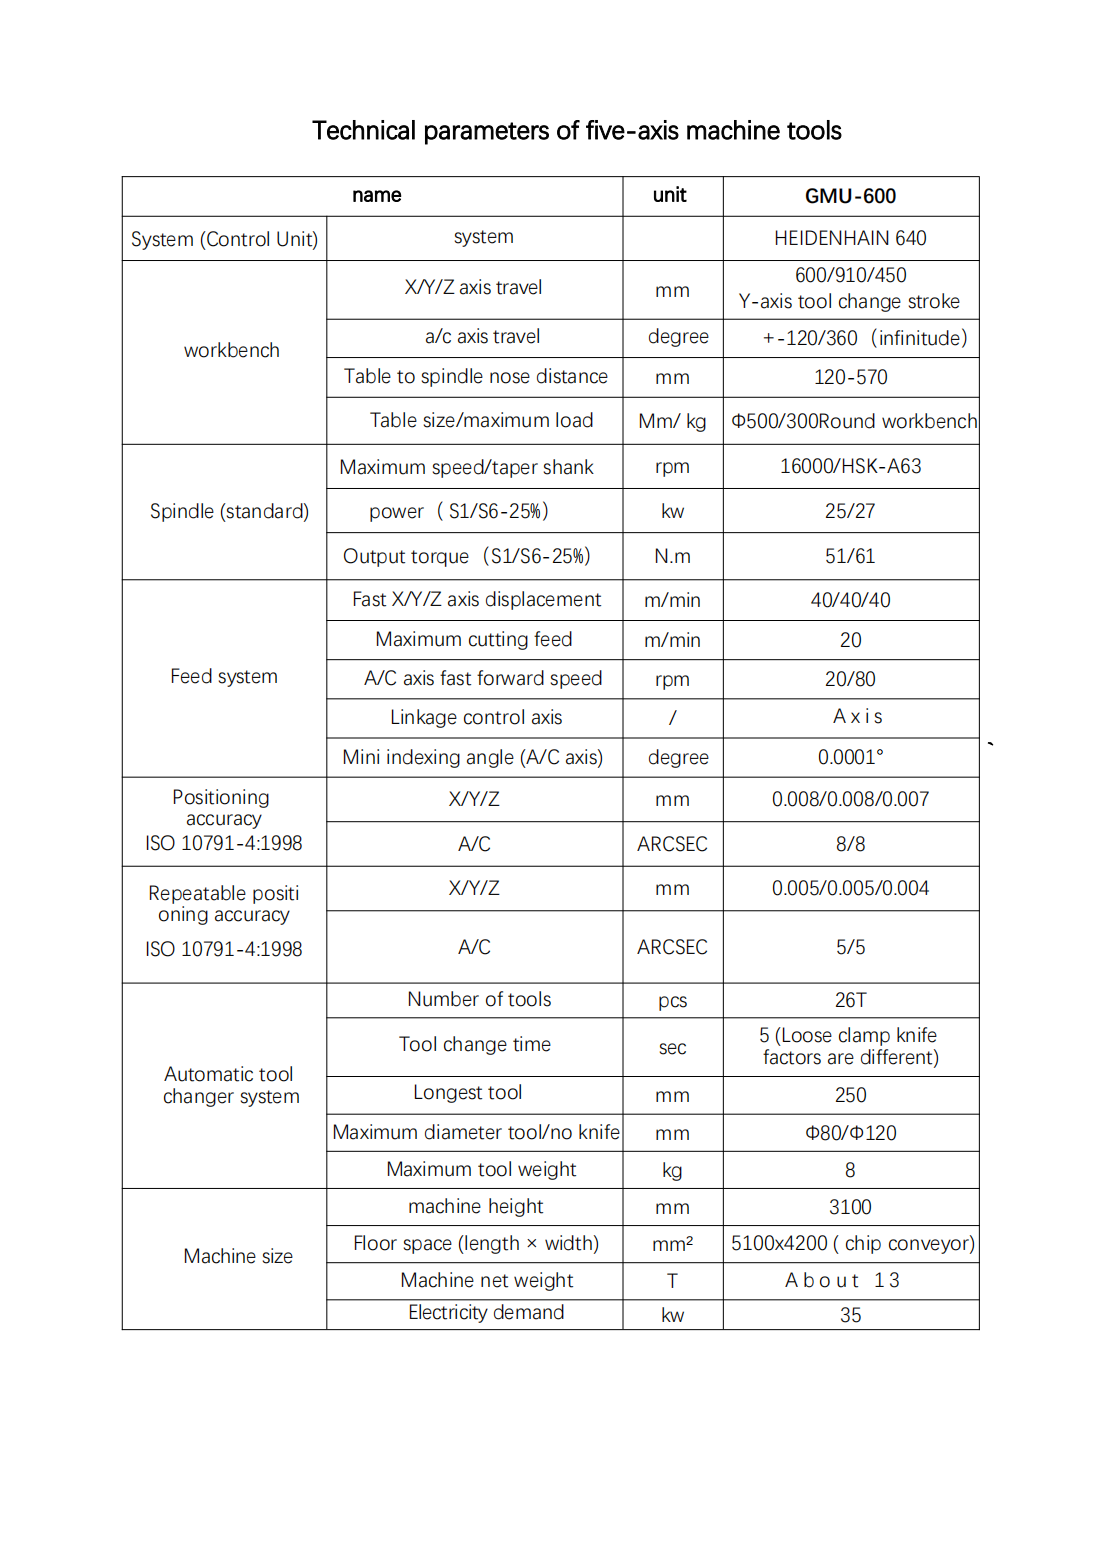 Technical parameters of five-axis machine tools
name unit GMU-600
System (Control Unit) system HEIDENHAIN 640
workbench
X/Y/Z axis travel mm 600/910/450
Y-axis tool change stroke
a/c axis travel degree +-120/360（infinitude）
Table to spindle nose distance mm 120-570
Table size/maximum load Mm/ kg Φ500/300Round workbench
Spindle (standard)
Maximum speed/taper shank rpm 16000/HSK-A63
power（ S1/S6-25%） kw 25/27
Output torque（S1/S6-25%） N.m 51/61
Feed system
Fast X/Y/Z axis displacement m/min 40/40/40
Maximum cutting feed m/min 20
A/C axis fast forward speed rpm 20/80
Linkage control axis / Axis
Mini indexing angle (A/C axis) degree 0.0001°
、
Positioning
accuracy
ISO 10791-4:1998
X/Y/Z mm 0.008/0.008/0.007
A/C ARCSEC 8/8
Repeatable positi
oning accuracy
ISO 10791-4:1998
X/Y/Z mm 0.005/0.005/0.004
A/C ARCSEC 5/5
Automatic tool
changer system
Number of tools pcs 26T
Tool change time sec 5 (Loose clamp knife
factors are different)
Longest tool mm 250
Maximum diameter tool/no knife mm Φ80/Φ120
Maximum tool weight kg 8
Machine size
machine height mm 3100
Floor space (length × width) mm² 5100x4200 ( chip conveyor)
Machine net weight T About 13
Electricity demand kw 35